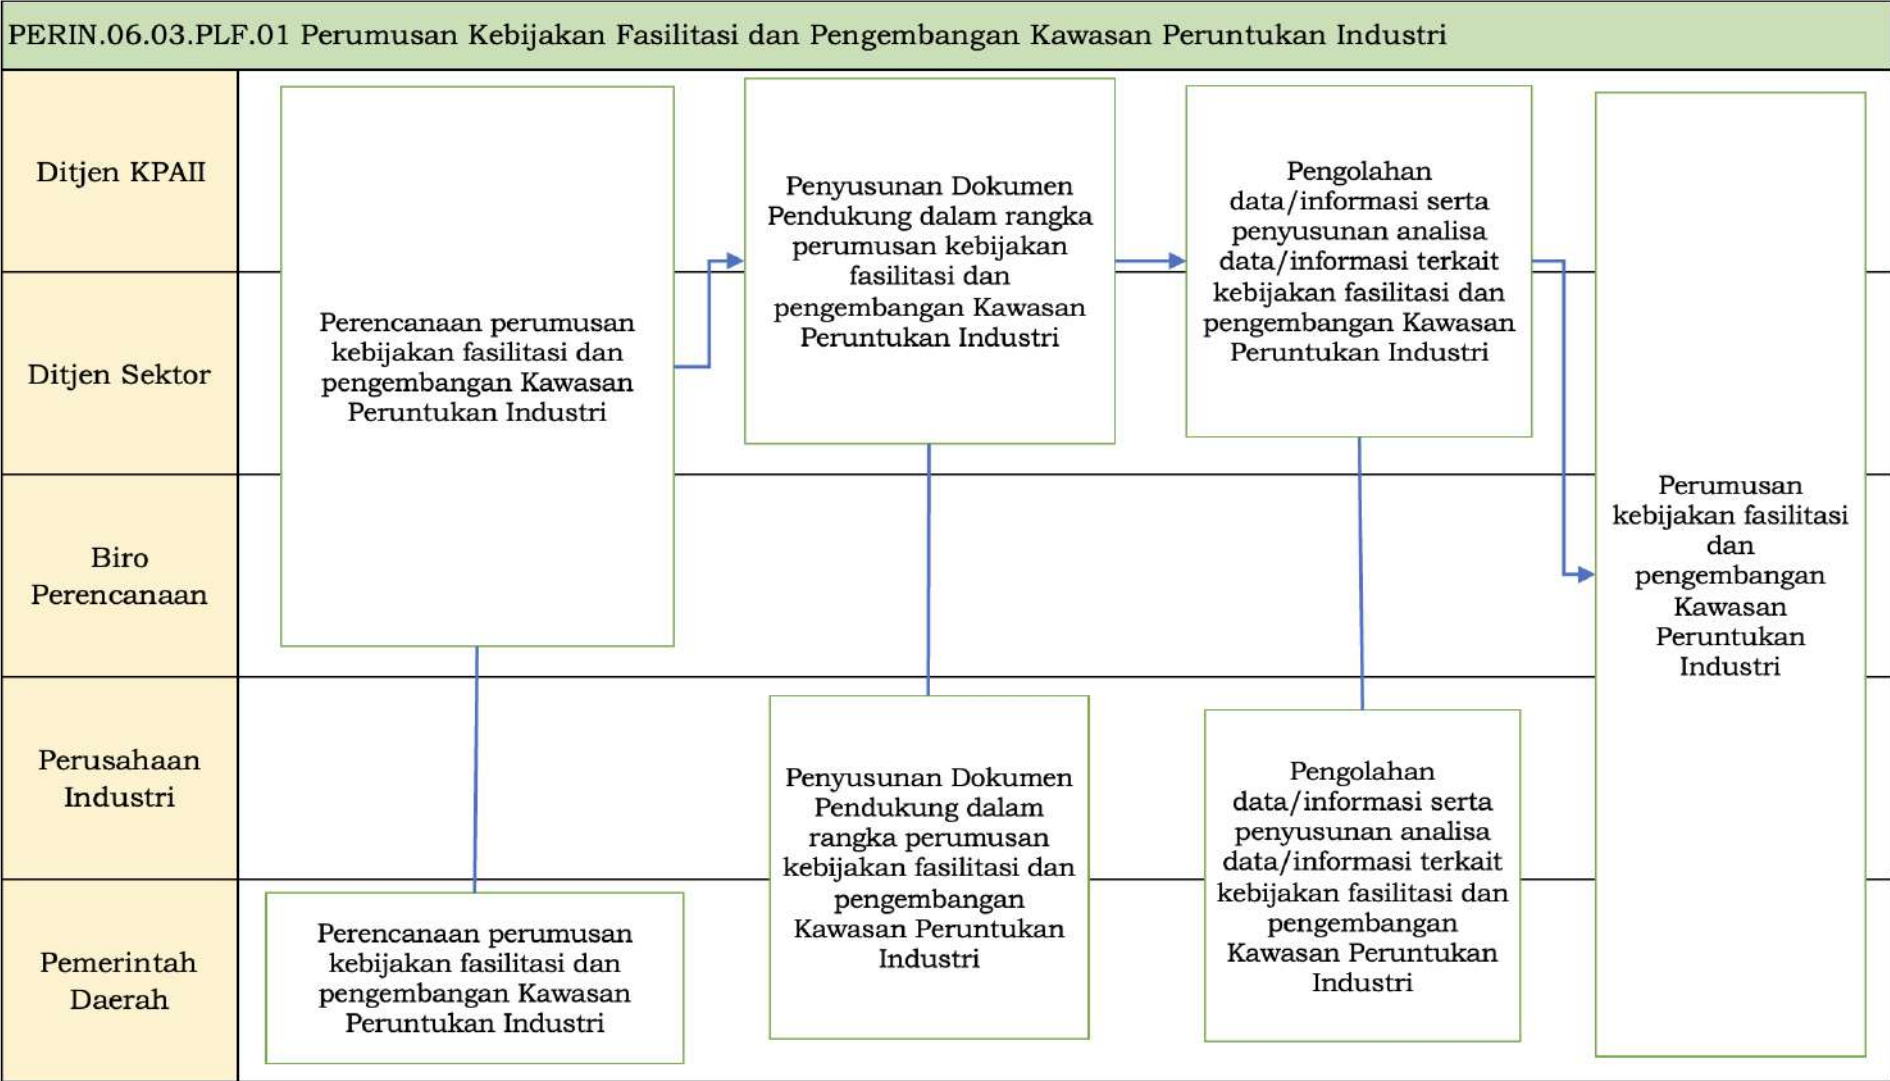 PERIN.06.03.PLF.01 Perumusan Kebijakan Fasilitasi dan Pengembangan Kawasan Peruntukan Industri
Ditjen KPAII
Ditjen Sektor
Biro
Perencanaan
Perusahaan
Industri
Pemerintah
Daerah
Perencanaan perumusan
kebijakan fasilitasi dan
pengembangan Kawasan
Peruntukan Industri
Penyusunan Dokumen
Pendukung dalam rangka
perumusan kebijakan
fasilitasi dan
pengembangan Kawasan
Peruntukan Industri
Pengolahan
data/informasi serta
penyusunan analisa
data/informasi terkait
kebijakan fasilitasi dan
pengembangan Kawasan
Peruntukan Industri
Perumusan
kebijakan fasilitasi
dan
pengembangan
Kawasan
Peruntukan
Industri
Perencanaan perumusan
kebijakan fasilitasi dan
pengembangan Kawasan
Peruntukan Industri
Penyusunan Dokumen
Pendukung dalam
rangka perumusan
kebijakan fasilitasi dan
pengembangan
Kawasan Peruntukan
Industri
Pengolahan
data/informasi serta
penyusunan analisa
data/informasi terkait
kebijakan fasilitasi dan
pengembangan
Kawasan Peruntukan
Industri